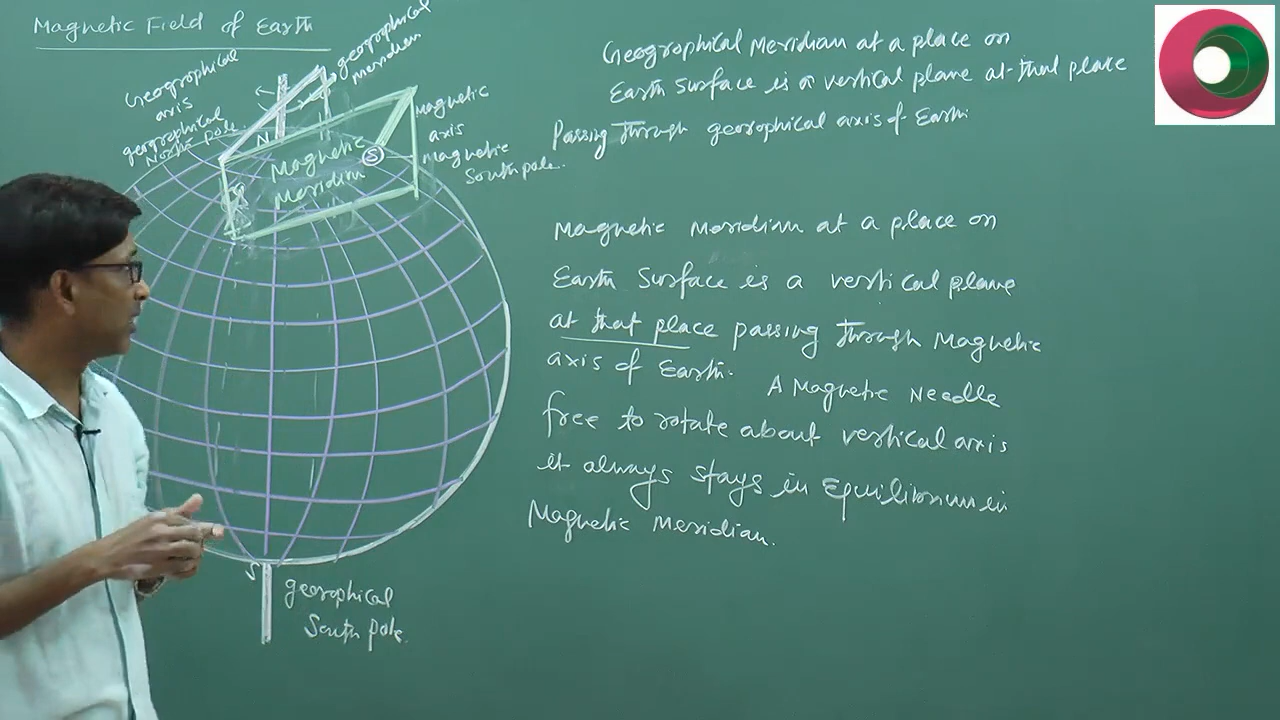 Magnetic Field of Earth
Geographical
axis
geographical
North pole.
geographical
meridian
N
Magnetic
axis
magnetic
South pole..
S
Magnetic
Meridian
S
geographical
South pole.
Geographical Meridian at a place on
Earth Surface is a vertical plane at that place
Passing through geographical axis of Earth.
Magnetic Meridian at a place on
Earth Surface is a vertical plane
at that place passing through Magnetic
axis of Earth. A Magnetic Needle
free to rotate about vertical axis
it always stays in Equilibrium in
Magnetic Meridian.